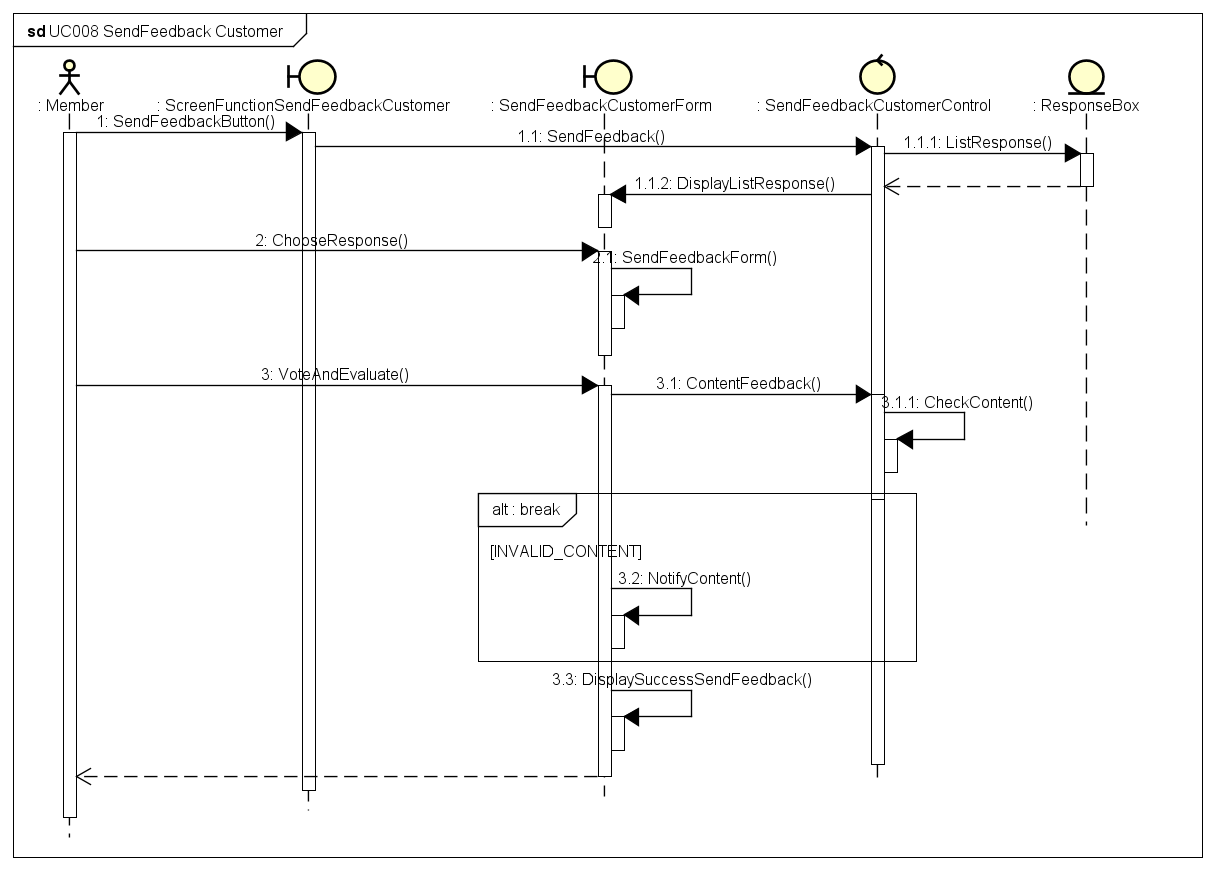 sd UC008 SendFeedback Customer
: Member
: ScreenFunctionSendFeedbackCustomer
: SendFeedbackCustomerForm
: SendFeedbackCustomerControl
: ResponseBox
1: SendFeedbackButton()
1.1: SendFeedback()
1.1.1: ListResponse()
1.1.2: DisplayListResponse()
2: ChooseResponse()
2.1: SendFeedbackForm()
3: VoteAndEvaluate()
3.1: ContentFeedback()
3.1.1: CheckContent()
alt : break
[INVALID_CONTENT]
3.2: NotifyContent()
3.3: DisplaySuccessSendFeedback()